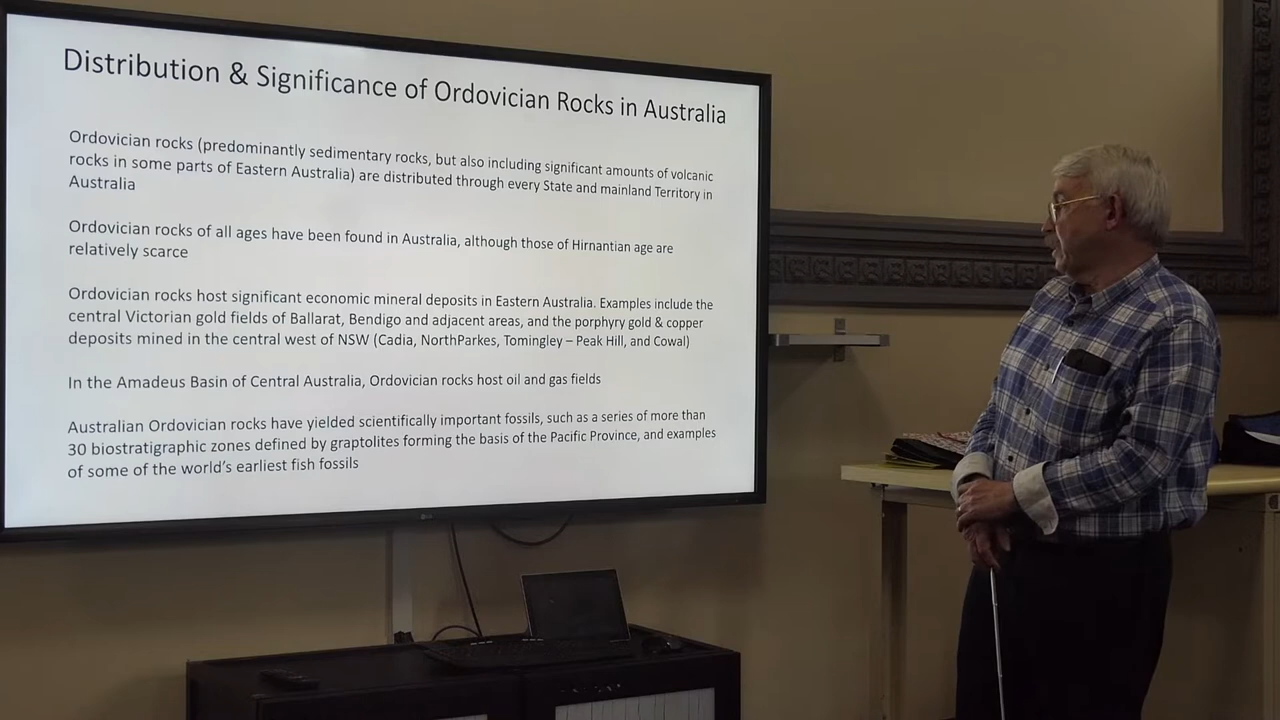 Distribution & Significance of Ordovician Rocks in Australia
Ordovician rocks (predominantly sedimentary rocks, but also including significant amounts of volcanic
rocks in some parts of Eastern Australia) are distributed through every State and mainland Territory in
Australia
Ordovician rocks of all ages have been found in Australia, although those of Hirnantian age are
relatively scarce
Ordovician rocks host significant economic mineral deposits in Eastern Australia. Examples include the
central Victorian gold fields of Ballarat, Bendigo and adjacent areas, and the porphyry gold & copper
deposits mined in the central west of NSW (Cadia, NorthParkes, Tomingley – Peak Hill, and Cowal)
In the Amadeus Basin of Central Australia, Ordovician rocks host oil and gas fields
Australian Ordovician rocks have yielded scientifically important fossils, such as a series of more than
30 biostratigraphic zones defined by graptolites forming the basis of the Pacific Province, and examples
of some of the world's earliest fish fossils